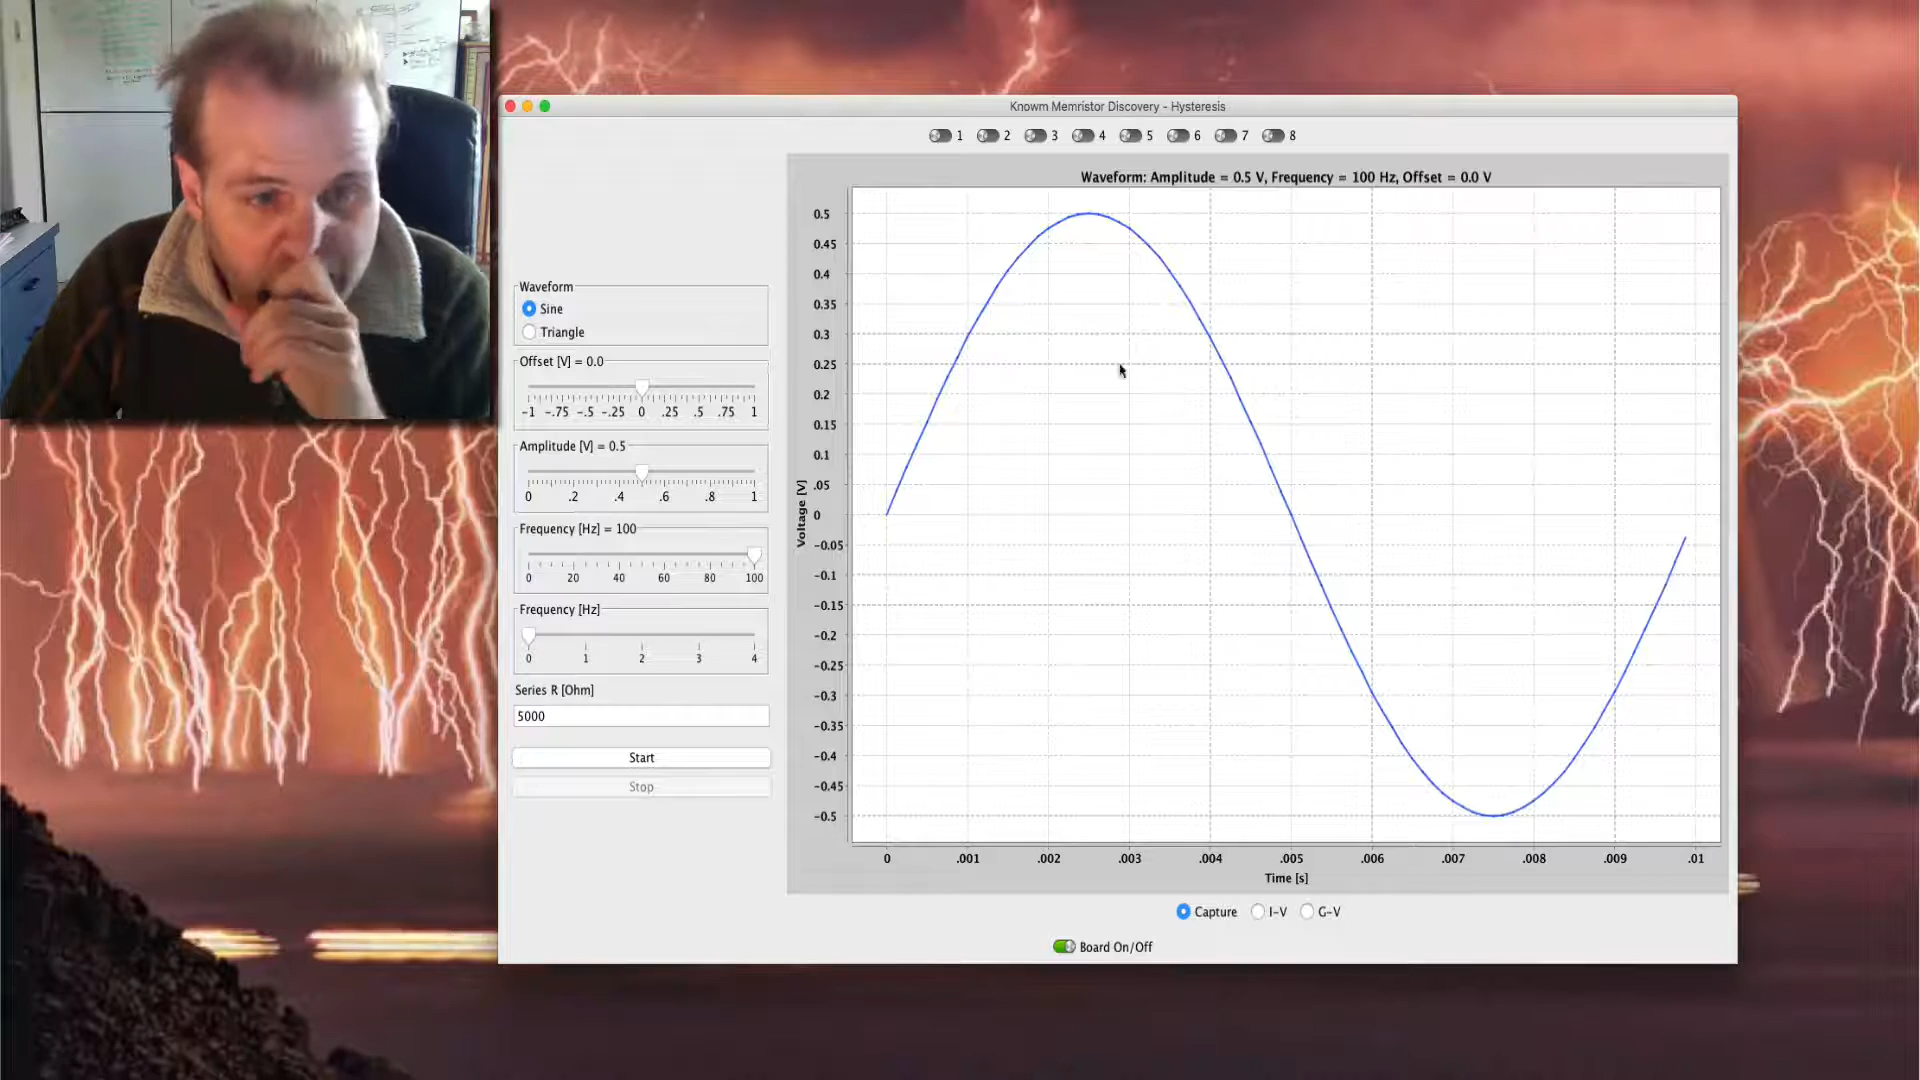 Knowm Memristor Discovery - Hysteresis
1 2 3 4 5 6 7 8
Waveform: Amplitude = 0.5 V, Frequency = 100 Hz, Offset = 0.0 V
Waveform
Sine
Triangle
Offset [V] = 0.0
-1 -.75 -.5 -.25 0 .25 .5 .75 1
Amplitude [V] = 0.5
0 .2 .4 .6 .8 1
Frequency [Hz] = 100
0 20 40 60 80 100
Frequency [Hz]
0 1 2 3 4
Series R [Ohm]
5000
Start
Stop
Voltage [V]
0.5
0.45
0.4
0.35
0.3
0.25
0.2
0.15
0.1
.05
0
-0.05
-0.1
-0.15
-0.2
-0.25
-0.3
-0.35
-0.4
-0.45
-0.5
0 .001 .002 .003 .004 .005 .006 .007 .008 .009 .01
Time [s]
Capture I-V G-V
Board On/Off